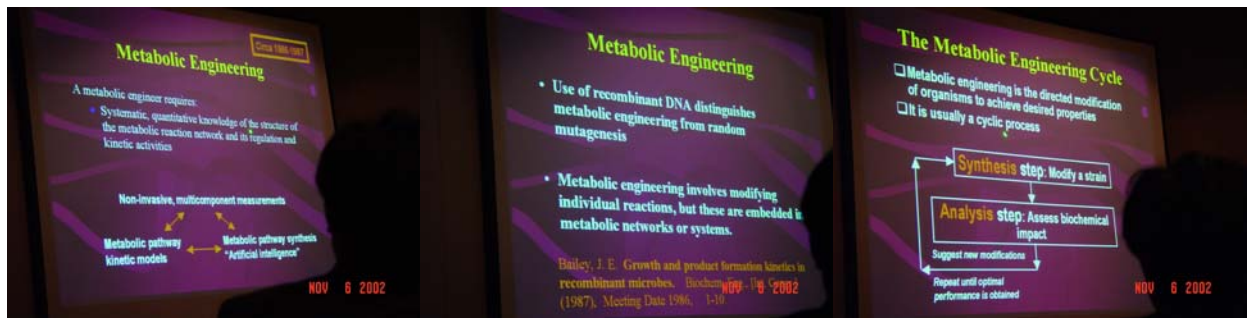 Circa 1986-1987
Metabolic Engineering
A metabolic engineer requires:
• Systematic, quantitative knowledge of the structure of
the metabolic reaction network and its regulation and
kinetic activities
Non-invasive, multicomponent measurements
Metabolic pathway
kinetic models
Metabolic pathway synthesis
"Artificial intelligence"
NOV 6 2002
Metabolic Engineering
• Use of recombinant DNA distinguishes
metabolic engineering from random
mutagenesis
• Metabolic engineering involves modifying
individual reactions, but these are embedded in
metabolic networks or systems.
Bailey, J. E. Growth and product formation kinetics in
recombinant microbes. Biochem. Eng.,
(1987), Meeting Date 1986, 1-10
NOV 6 2002
The Metabolic Engineering Cycle
❑Metabolic engineering is the directed modification
of organisms to achieve desired properties
❑It is usually a cyclic process
Synthesis step: Modify a strain
Analysis step: Assess biochemical
impact
Suggest new modifications
Repeat until optimal
performance is obtained
NOV 6 2002